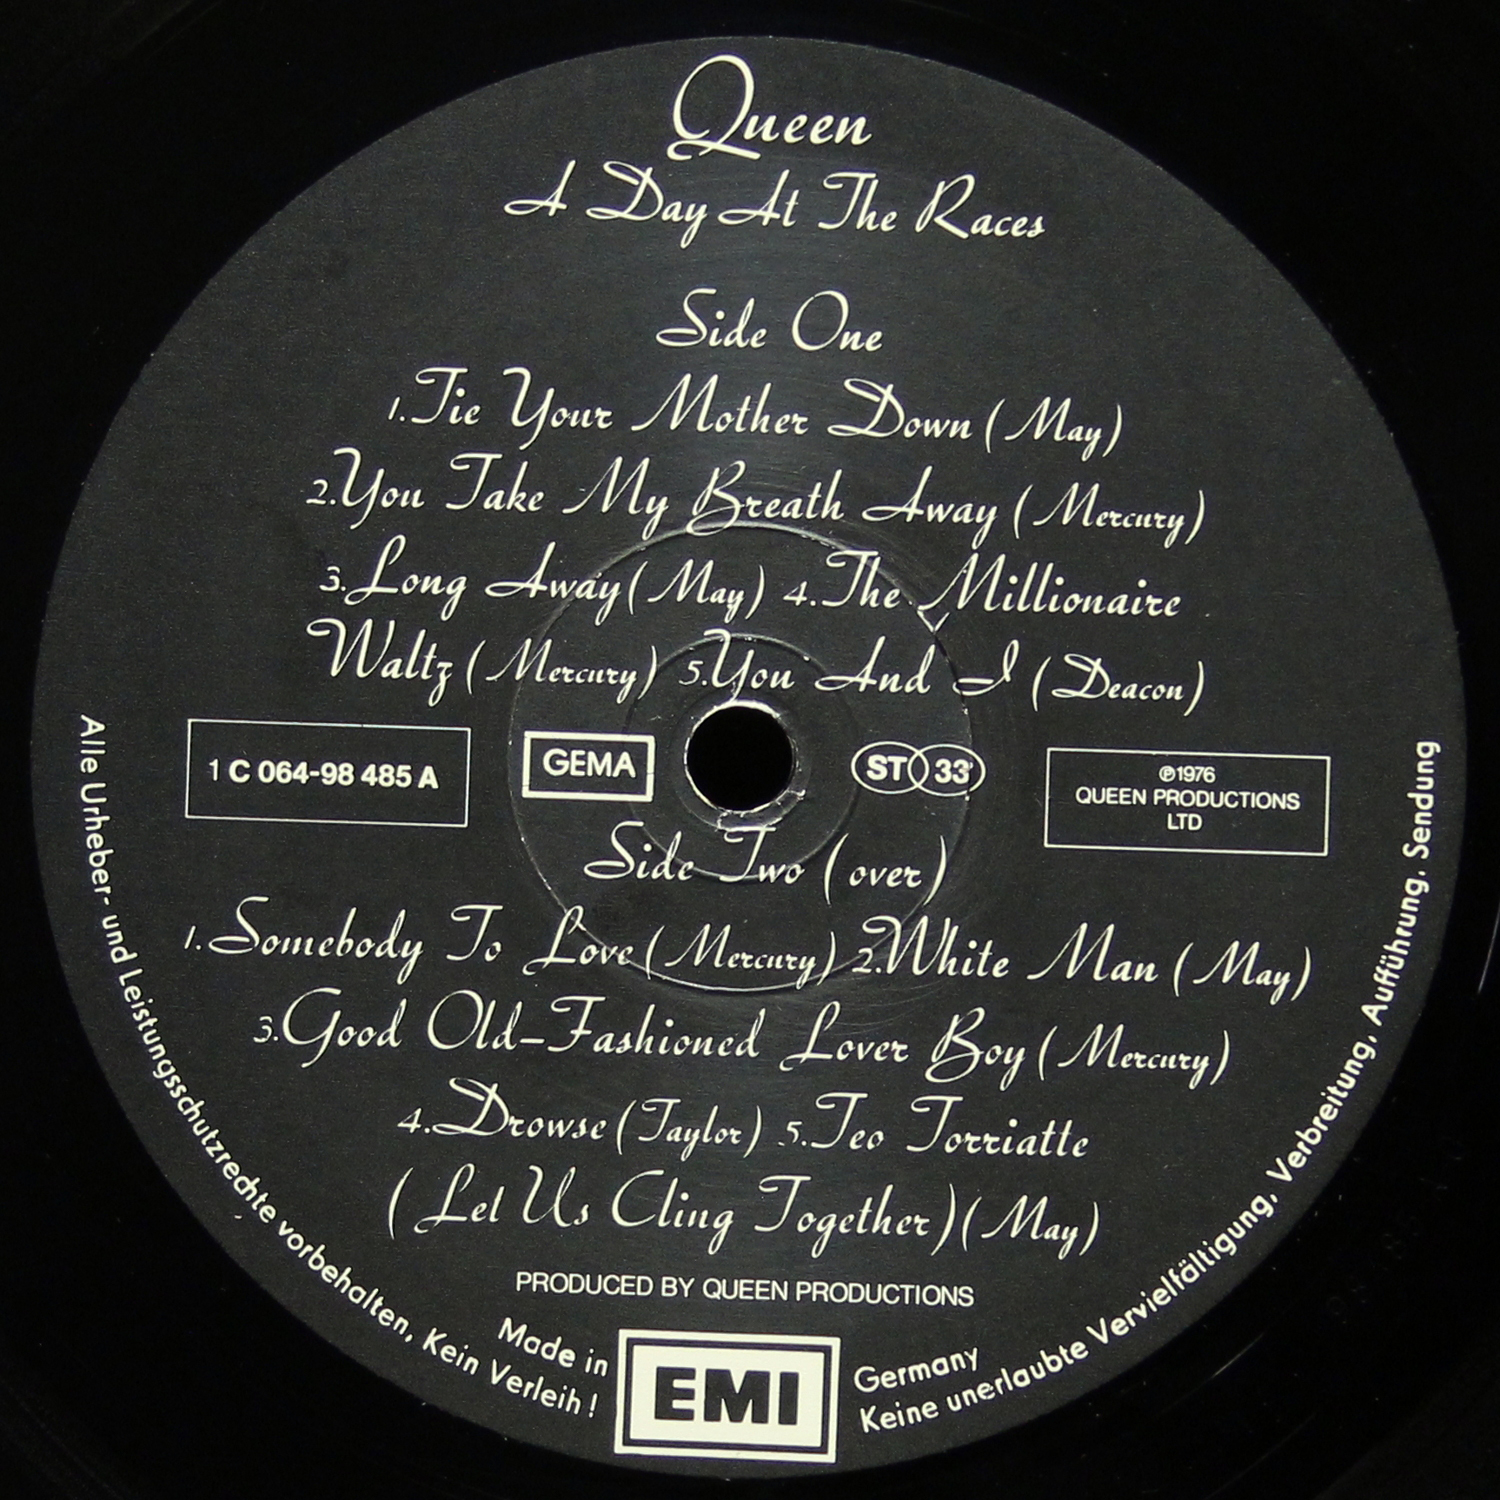 Queen
A Day At The Races
Side One
1. Tie Your Mother Down (May)
2. You Take My Breath Away (Mercury)
3. Long Away (May) 4. The Millionaire
Waltz (Mercury) 5. You And I (Deacon)
1 C 064-98 485 A
GEMA
ST 33
℗1976
QUEEN PRODUCTIONS
LTD
Side Two (over)
1. Somebody To Love (Mercury) 2. White Man (May)
3. Good Old-Fashioned Lover Boy (Mercury)
4. Drowse (Taylor) 5. Teo Torriatte
(Let Us Cling Together) (May)
PRODUCED BY QUEEN PRODUCTIONS
Made in
EMI
Germany
Alle Urheber- und Leistungsschutzrechte vorbehalten, Kein Verleih!
Keine unerlaubte Vervielfältigung, Verbreitung, Aufführung, Sendung